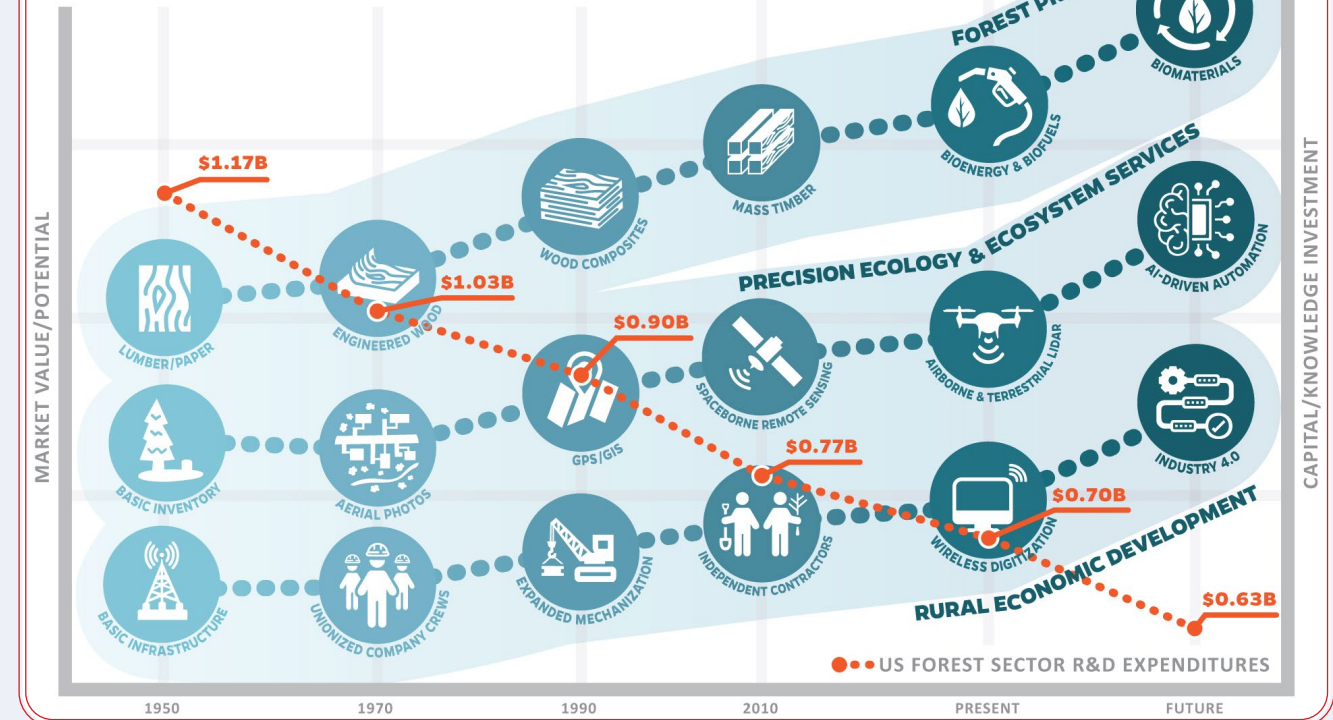 FOREST
BIOMATERIALS
BIOENERGY & BIOFUELS
MASS TIMBER
WOOD COMPOSITES
ENGINEERED WOOD
LUMBER/PAPER
$1.17B
$1.03B
$0.90B
$0.77B
$0.70B
$0.63B
PRECISION ECOLOGY & ECOSYSTEM SERVICES
AI-DRIVEN AUTOMATION
AIRBORNE & TERRESTRIAL LIDAR
SPACEBORNE REMOTE SENSING
GPS/GIS
AERIAL PHOTOS
BASIC INVENTORY
INDUSTRY 4.0
WIRELESS DIGITIZATION
INDEPENDENT CONTRACTORS
EXPANDED MECHANIZATION
UNIONIZED COMPANY CREWS
BASIC INFRASTRUCTURE
RURAL ECONOMIC DEVELOPMENT
US FOREST SECTOR R&D EXPENDITURES
MARKET VALUE/POTENTIAL
CAPITAL/KNOWLEDGE INVESTMENT
1950
1970
1990
2010
PRESENT
FUTURE